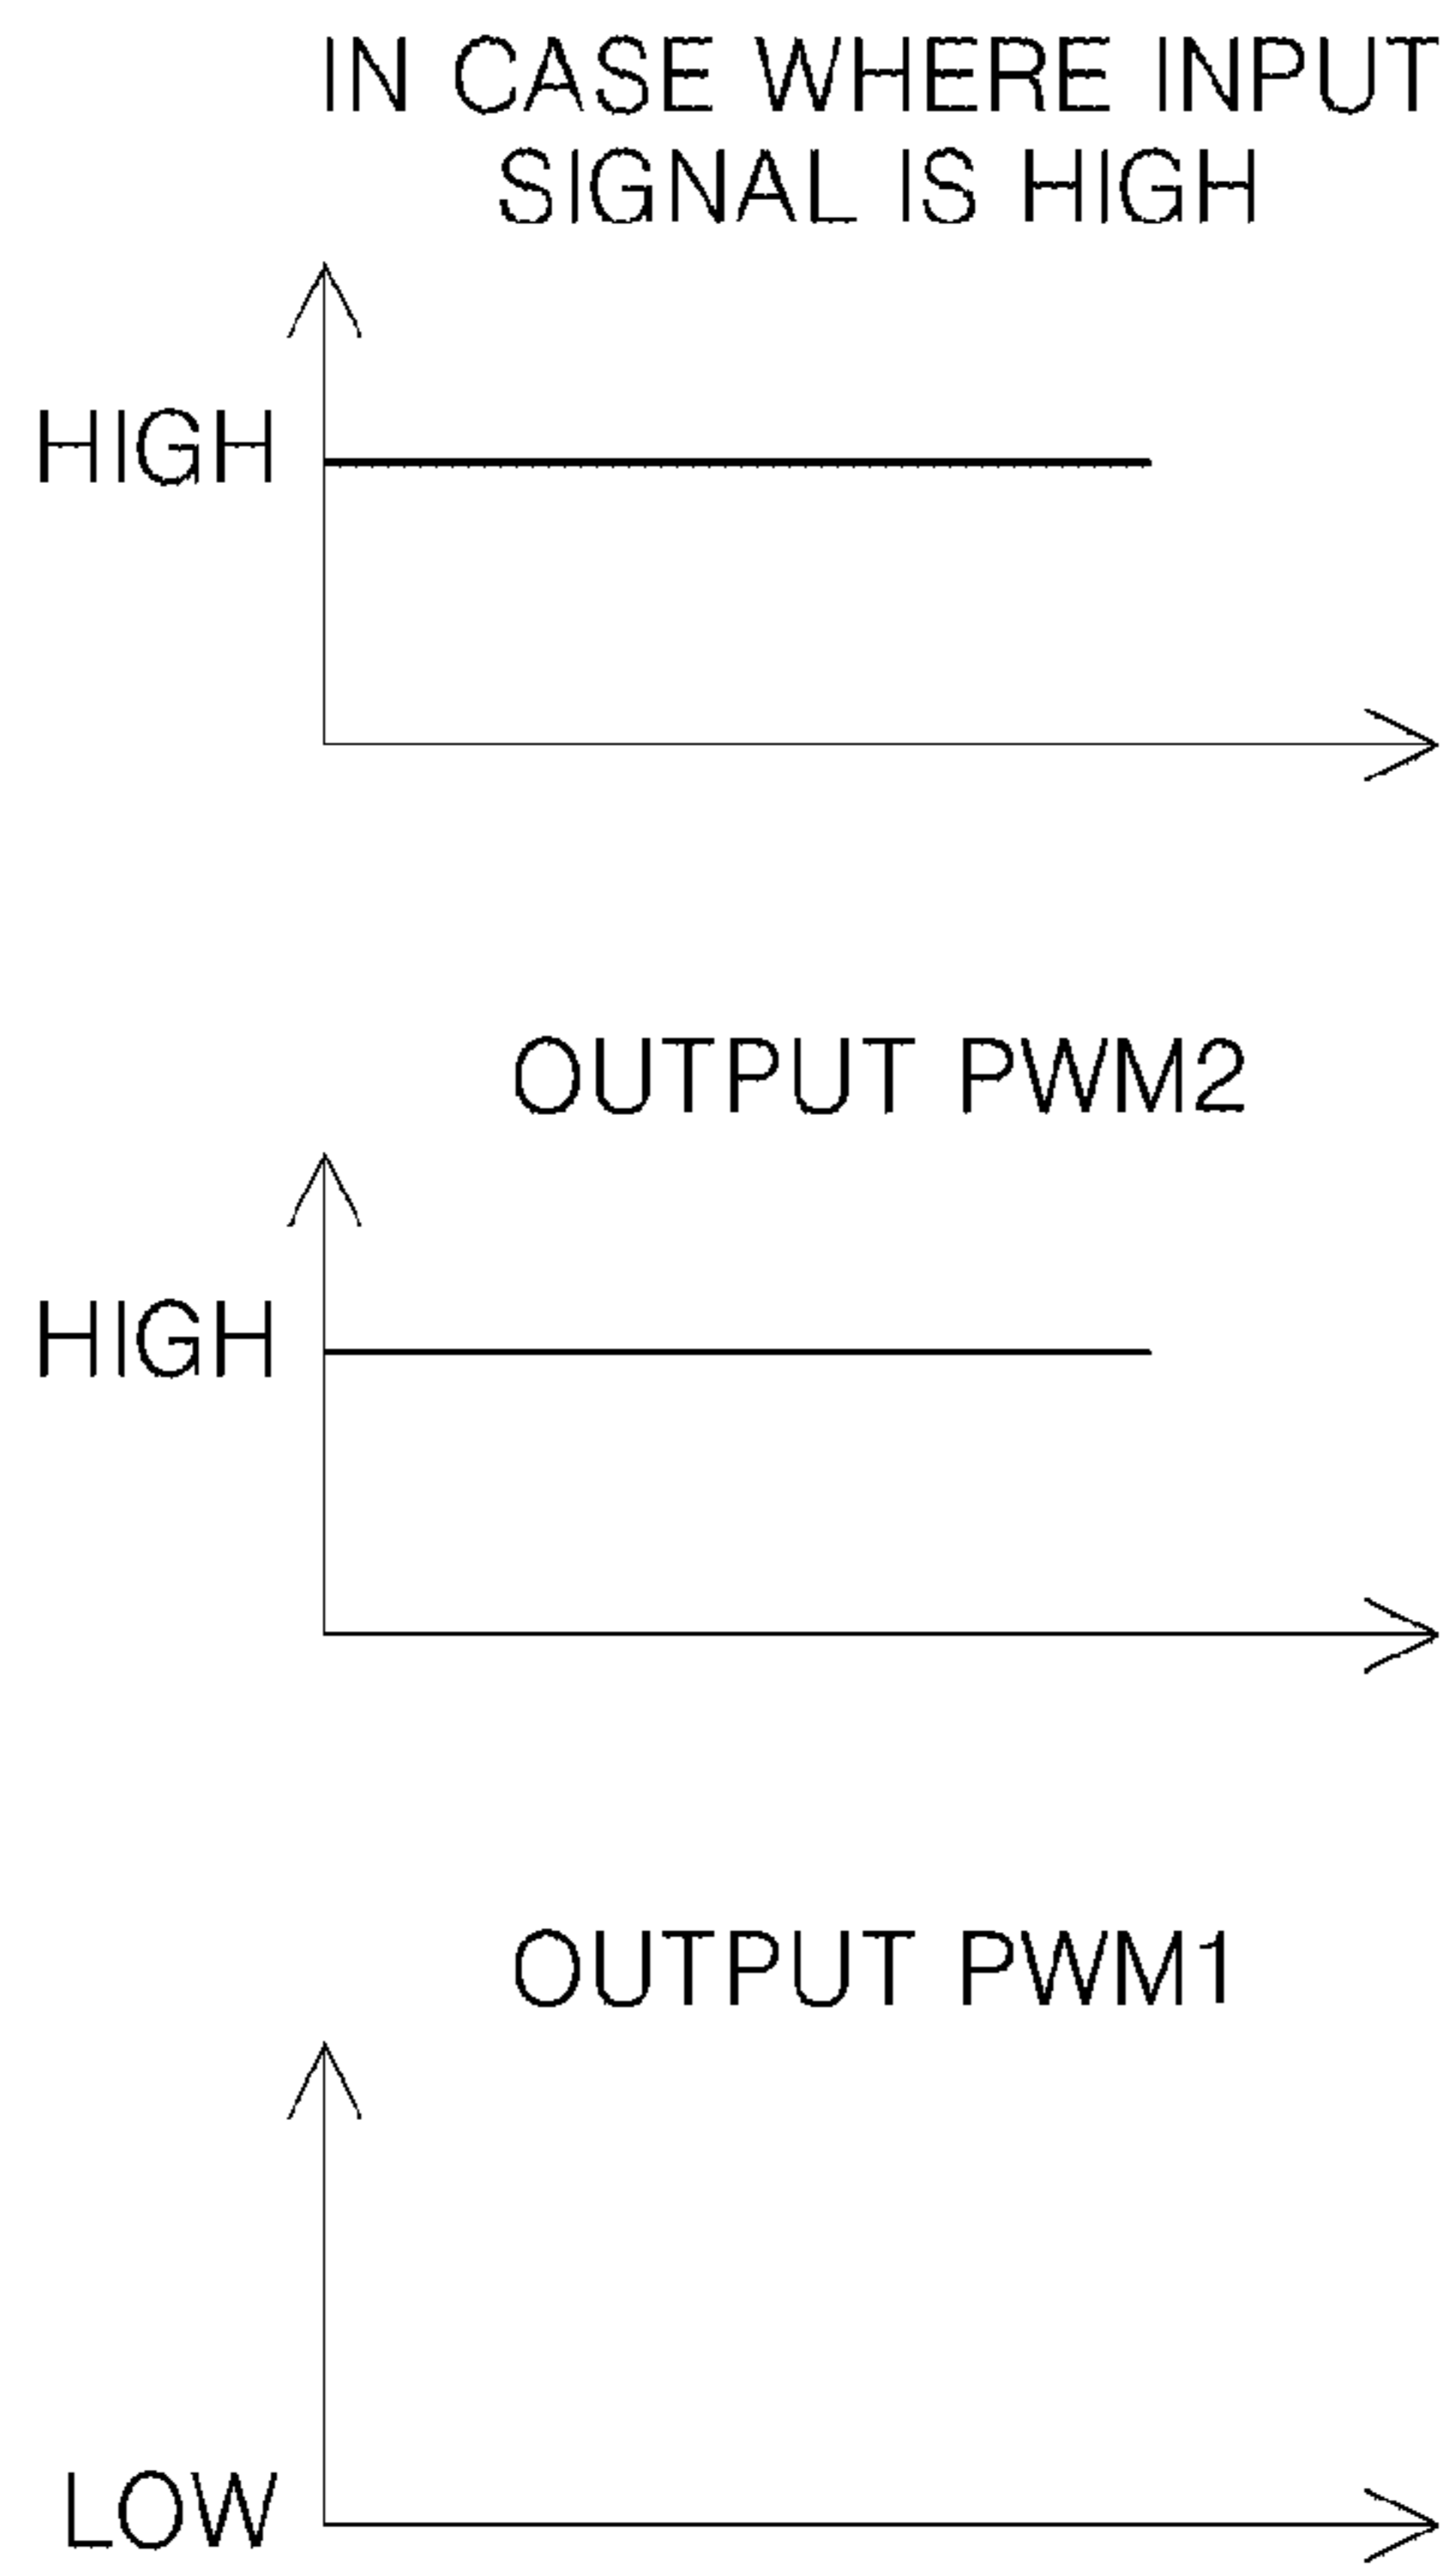 IN CASE WHERE INPUT
SIGNAL IS HIGH
HIGH
OUTPUT PWM2
HIGH
OUTPUT PWM1
LOW